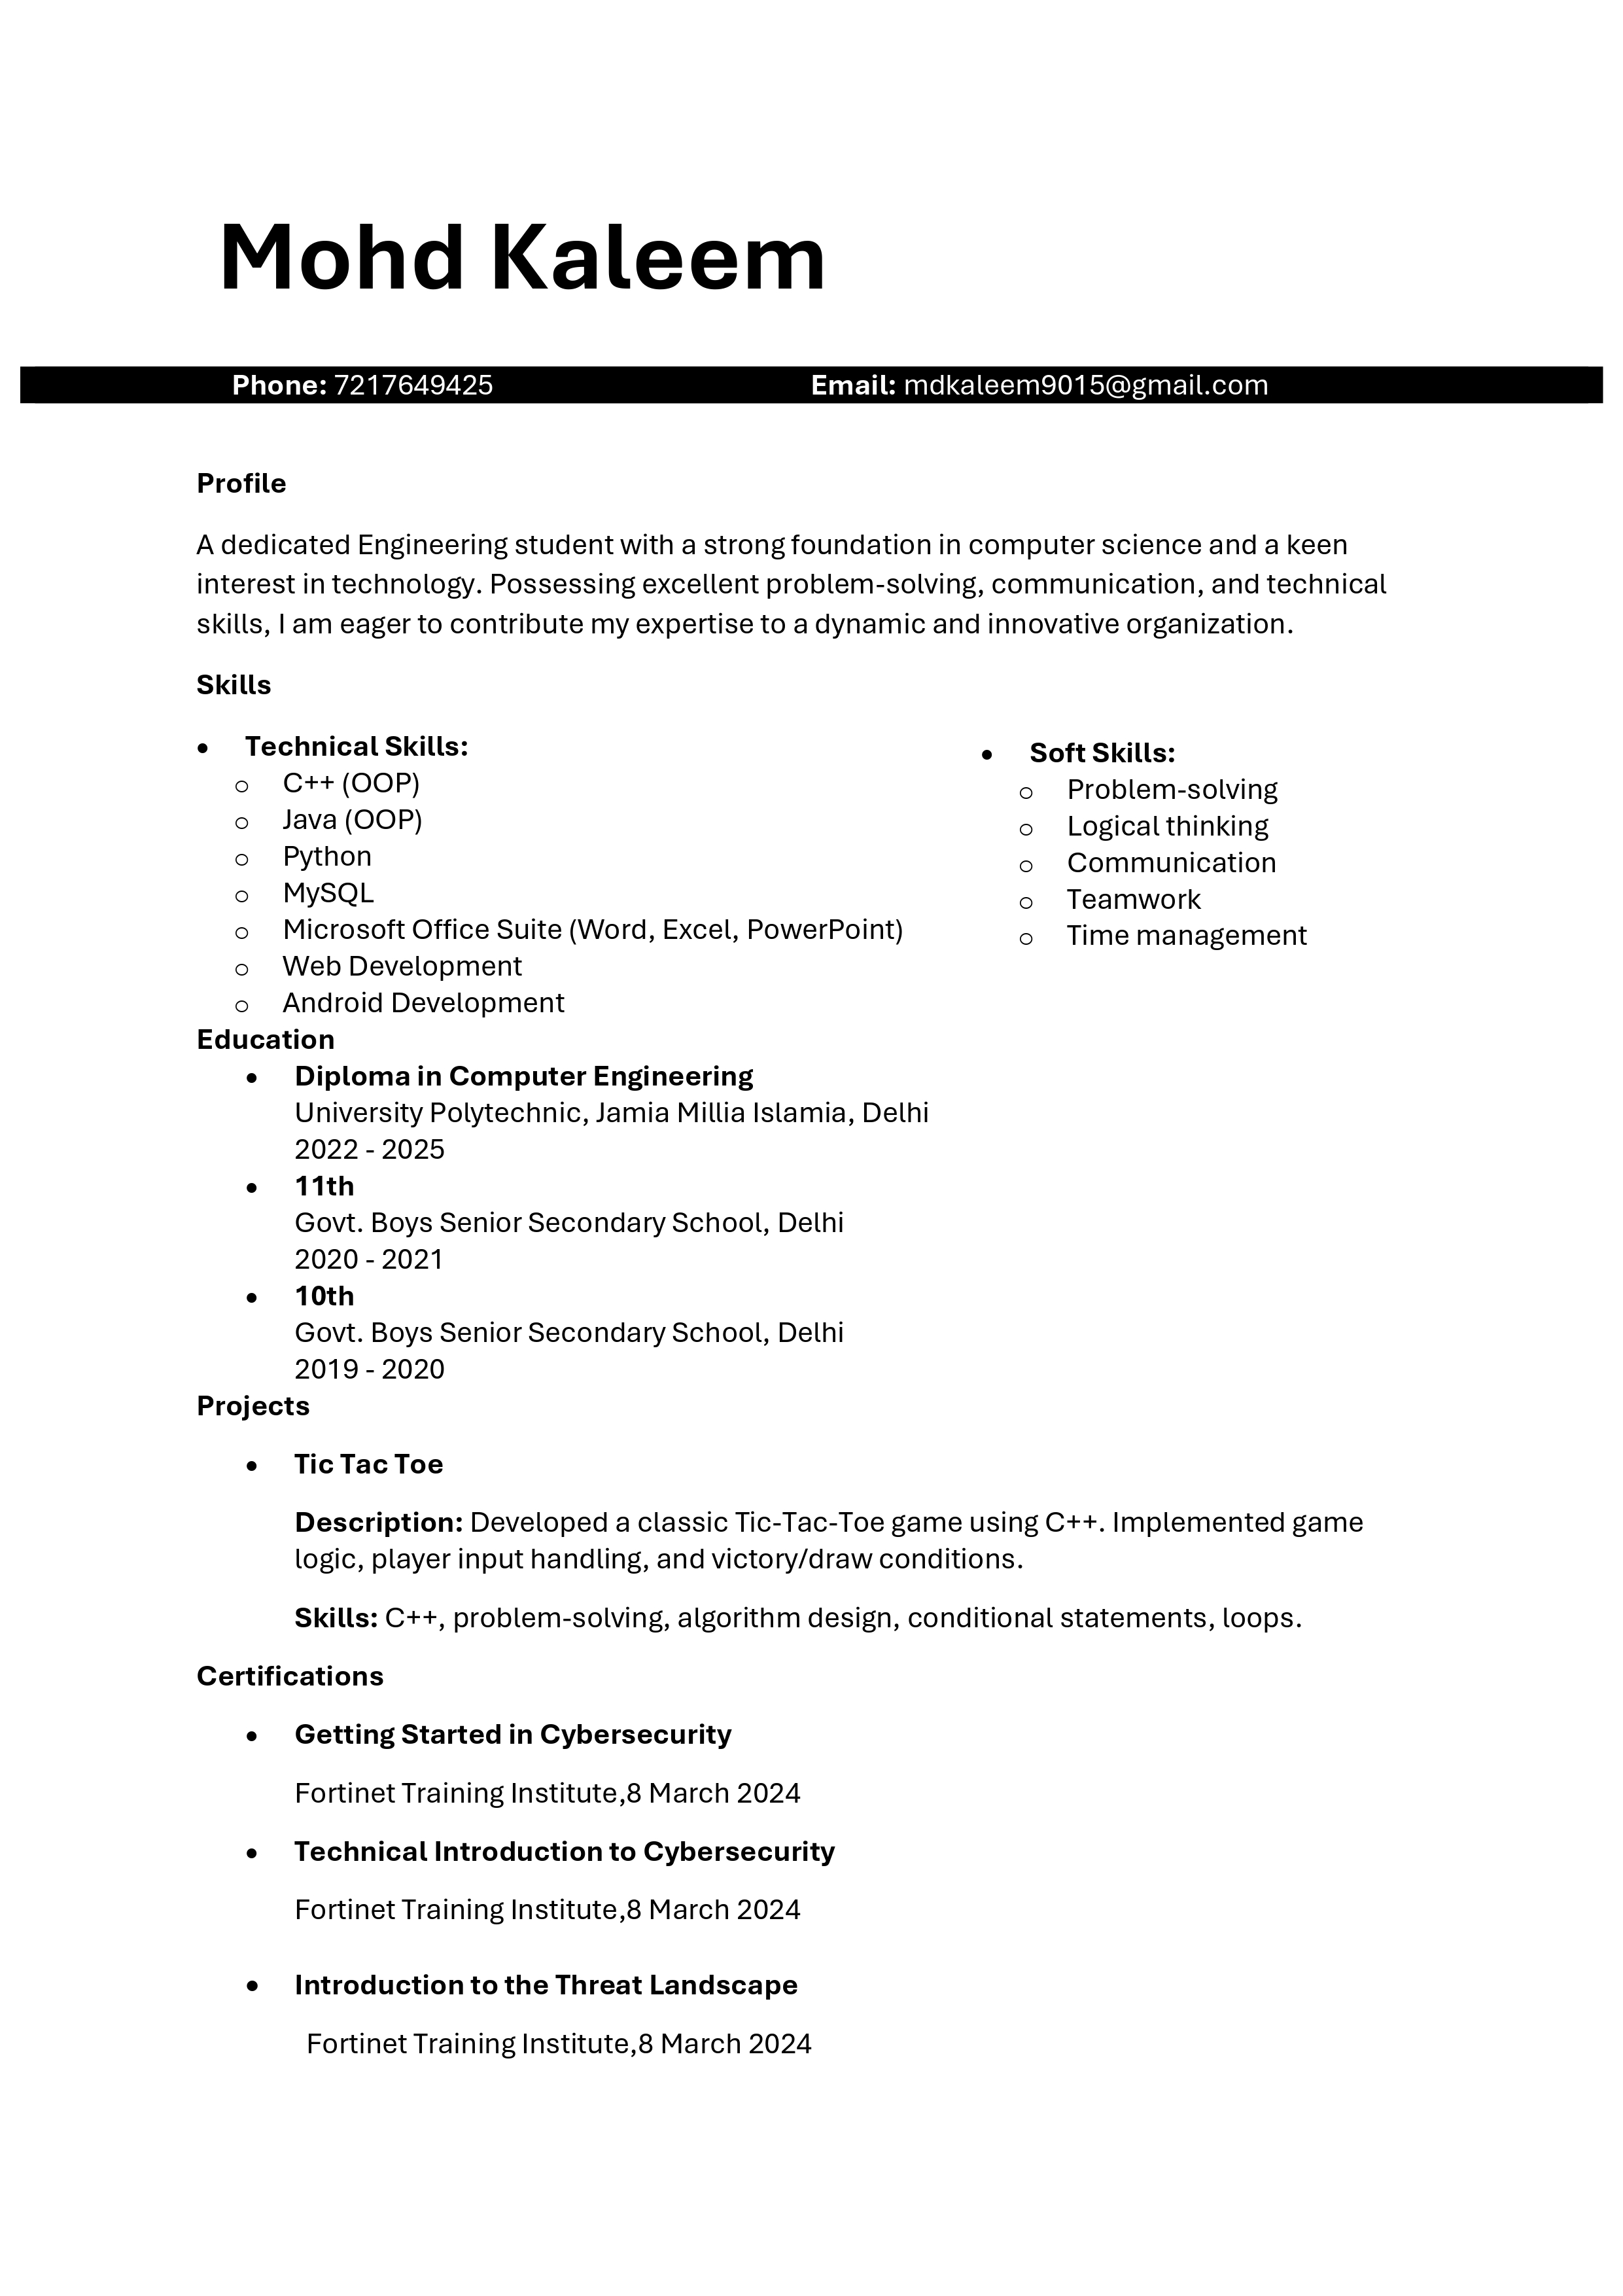 Mohd Kaleem
Phone: 7217649425 Email: mdkaleem9015@gmail.com
Profile
A dedicated Engineering student with a strong foundation in computer science and a keen
interest in technology. Possessing excellent problem-solving, communication, and technical
skills, I am eager to contribute my expertise to a dynamic and innovative organization.
Skills
• Technical Skills:
o C++ (OOP)
o Java (OOP)
o Python
o MySQL
o Microsoft Office Suite (Word, Excel, PowerPoint)
o Web Development
o Android Development
• Soft Skills:
o Problem-solving
o Logical thinking
o Communication
o Teamwork
o Time management
Education
• Diploma in Computer Engineering
University Polytechnic, Jamia Millia Islamia, Delhi
2022 - 2025
• 11th
Govt. Boys Senior Secondary School, Delhi
2020 - 2021
• 10th
Govt. Boys Senior Secondary School, Delhi
2019 - 2020
Projects
• Tic Tac Toe
Description: Developed a classic Tic-Tac-Toe game using C++. Implemented game
logic, player input handling, and victory/draw conditions.
Skills: C++, problem-solving, algorithm design, conditional statements, loops.
Certifications
• Getting Started in Cybersecurity
Fortinet Training Institute,8 March 2024
• Technical Introduction to Cybersecurity
Fortinet Training Institute,8 March 2024
• Introduction to the Threat Landscape
Fortinet Training Institute,8 March 2024